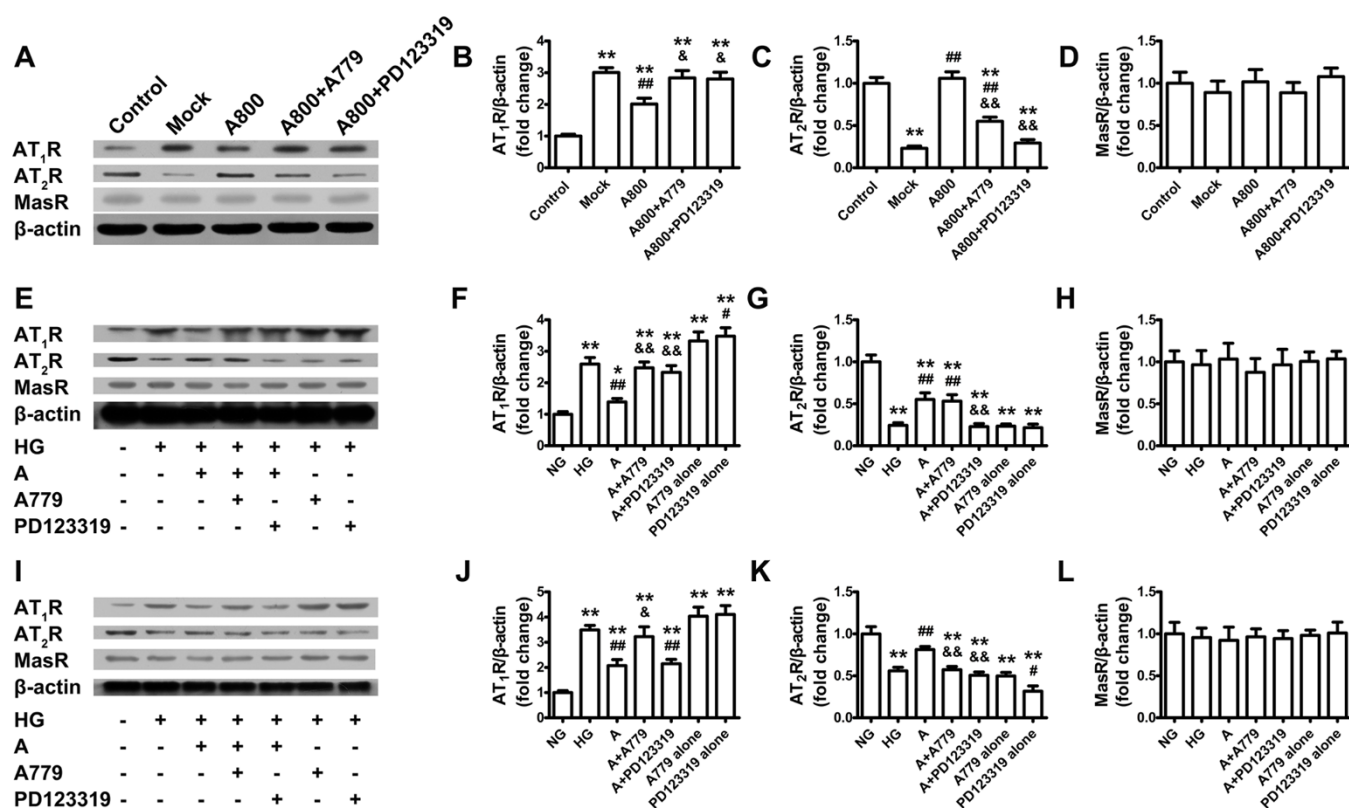 A
Control
Mock
A800
A800+A779
A800+PD123319
AT₁R
AT₂R
MasR
β-actin
B
AT₁R/β-actin
(fold change)
4
3
2
1
0
**
**
##
**
&
**
&
Control
Mock
A800
A800+A779
A800+PD123319
C
AT₂R/β-actin
(fold change)
1.5
1.0
0.5
0.0
**
##
**
##
&&
**
&&
Control
Mock
A800
A800+A779
A800+PD123319
D
MasR/β-actin
(fold change)
1.5
1.0
0.5
0.0
Control
Mock
A800
A800+A779
A800+PD123319
E
AT₁R
AT₂R
MasR
β-actin
HG - + + + + + +
A - - + + + - -
A779 - - - + - + -
PD123319 - - - - + - +
F
AT₁R/β-actin
(fold change)
4
3
2
1
0
**
*
##
**
&&
**
&&
**
**
#
NG
HG
A
A+A779
A+PD123319
A779 alone
PD123319 alone
G
AT₂R/β-actin
(fold change)
1.5
1.0
0.5
0.0
**
**
##
**
##
**
&&
**
**
NG
HG
A
A+A779
A+PD123319
A779 alone
PD123319 alone
H
MasR/β-actin
(fold change)
1.5
1.0
0.5
0.0
NG
HG
A
A+A779
A+PD123319
A779 alone
PD123319 alone
I
AT₁R
AT₂R
MasR
β-actin
HG - + + + + + +
A - - + + + - -
A779 - - - + - + -
PD123319 - - - - + - +
J
AT₁R/β-actin
(fold change)
5
4
3
2
1
0
**
**
##
**
&
**
##
**
**
NG
HG
A
A+A779
A+PD123319
A779 alone
PD123319 alone
K
AT₂R/β-actin
(fold change)
1.5
1.0
0.5
0.0
**
##
**
&&
**
&&
**
**
#
NG
HG
A
A+A779
A+PD123319
A779 alone
PD123319 alone
L
MasR/β-actin
(fold change)
1.5
1.0
0.5
0.0
NG
HG
A
A+A779
A+PD123319
A779 alone
PD123319 alone